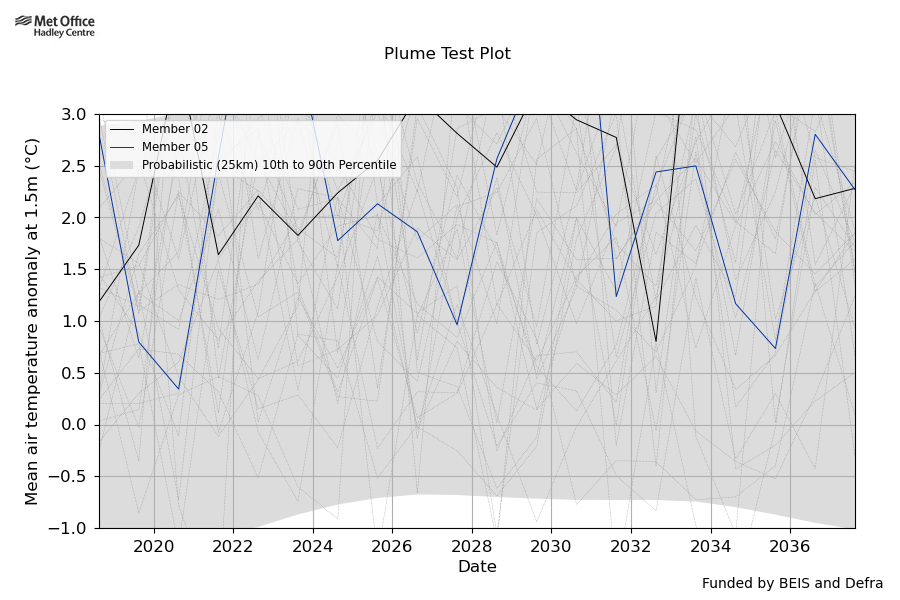 Met Office
Hadley Centre
Plume Test Plot
Member 02
Member 05
Probabilistic (25km) 10th to 90th Percentile
Mean air temperature anomaly at 1.5m (°C)
3.0
2.5
2.0
1.5
1.0
0.5
0.0
−0.5
−1.0
2020 2022 2024 2026 2028 2030 2032 2034 2036
Date
Funded by BEIS and Defra